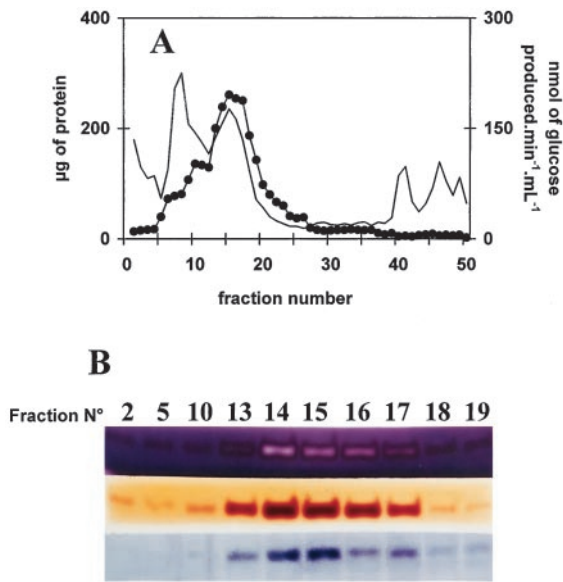 A
400
200
0
300
150
0
0 10 20 30 40 50
µg of protein
nmol of glucose
produced.min⁻¹.mL⁻¹
fraction number
B
Fraction N° 2 5 10 13 14 15 16 17 18 19